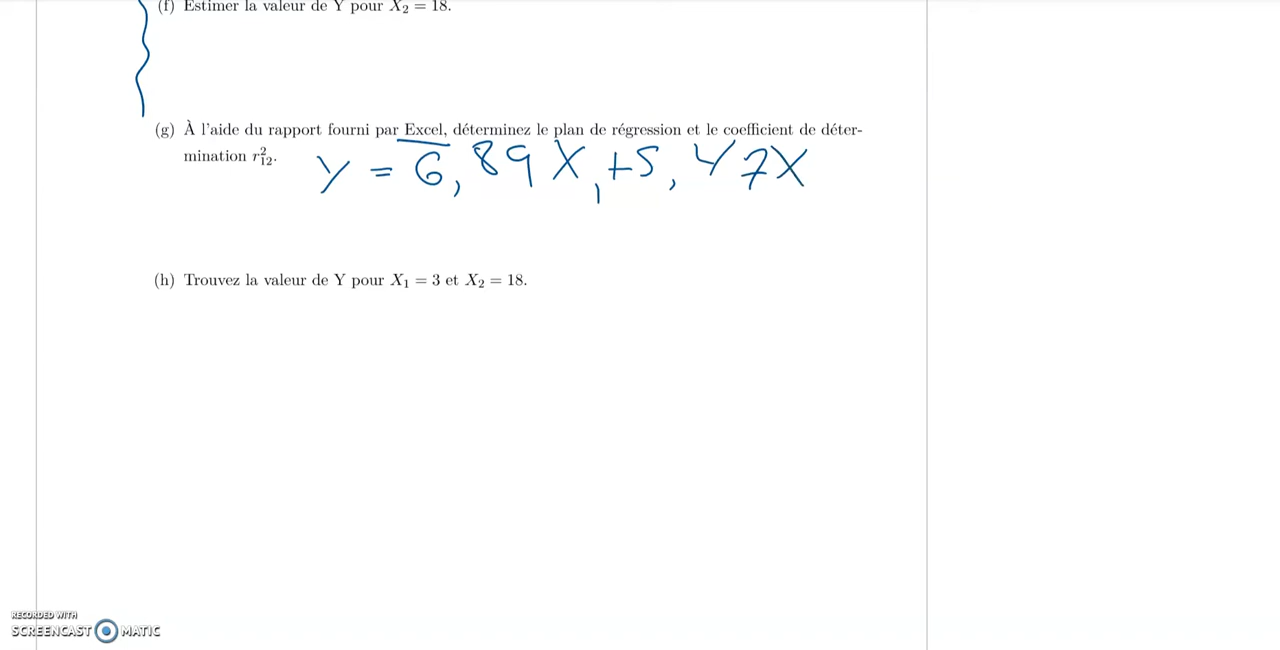 (f) Estimer la valeur de Y pour X₂ = 18.
(g) À l'aide du rapport fourni par Excel, déterminez le plan de régression et le coefficient de déter-
mination r²₁₂.
y = 6,89X₁+5,47X
(h) Trouvez la valeur de Y pour X₁ = 3 et X₂ = 18.
RECORDED WITH
SCREENCAST MATIC